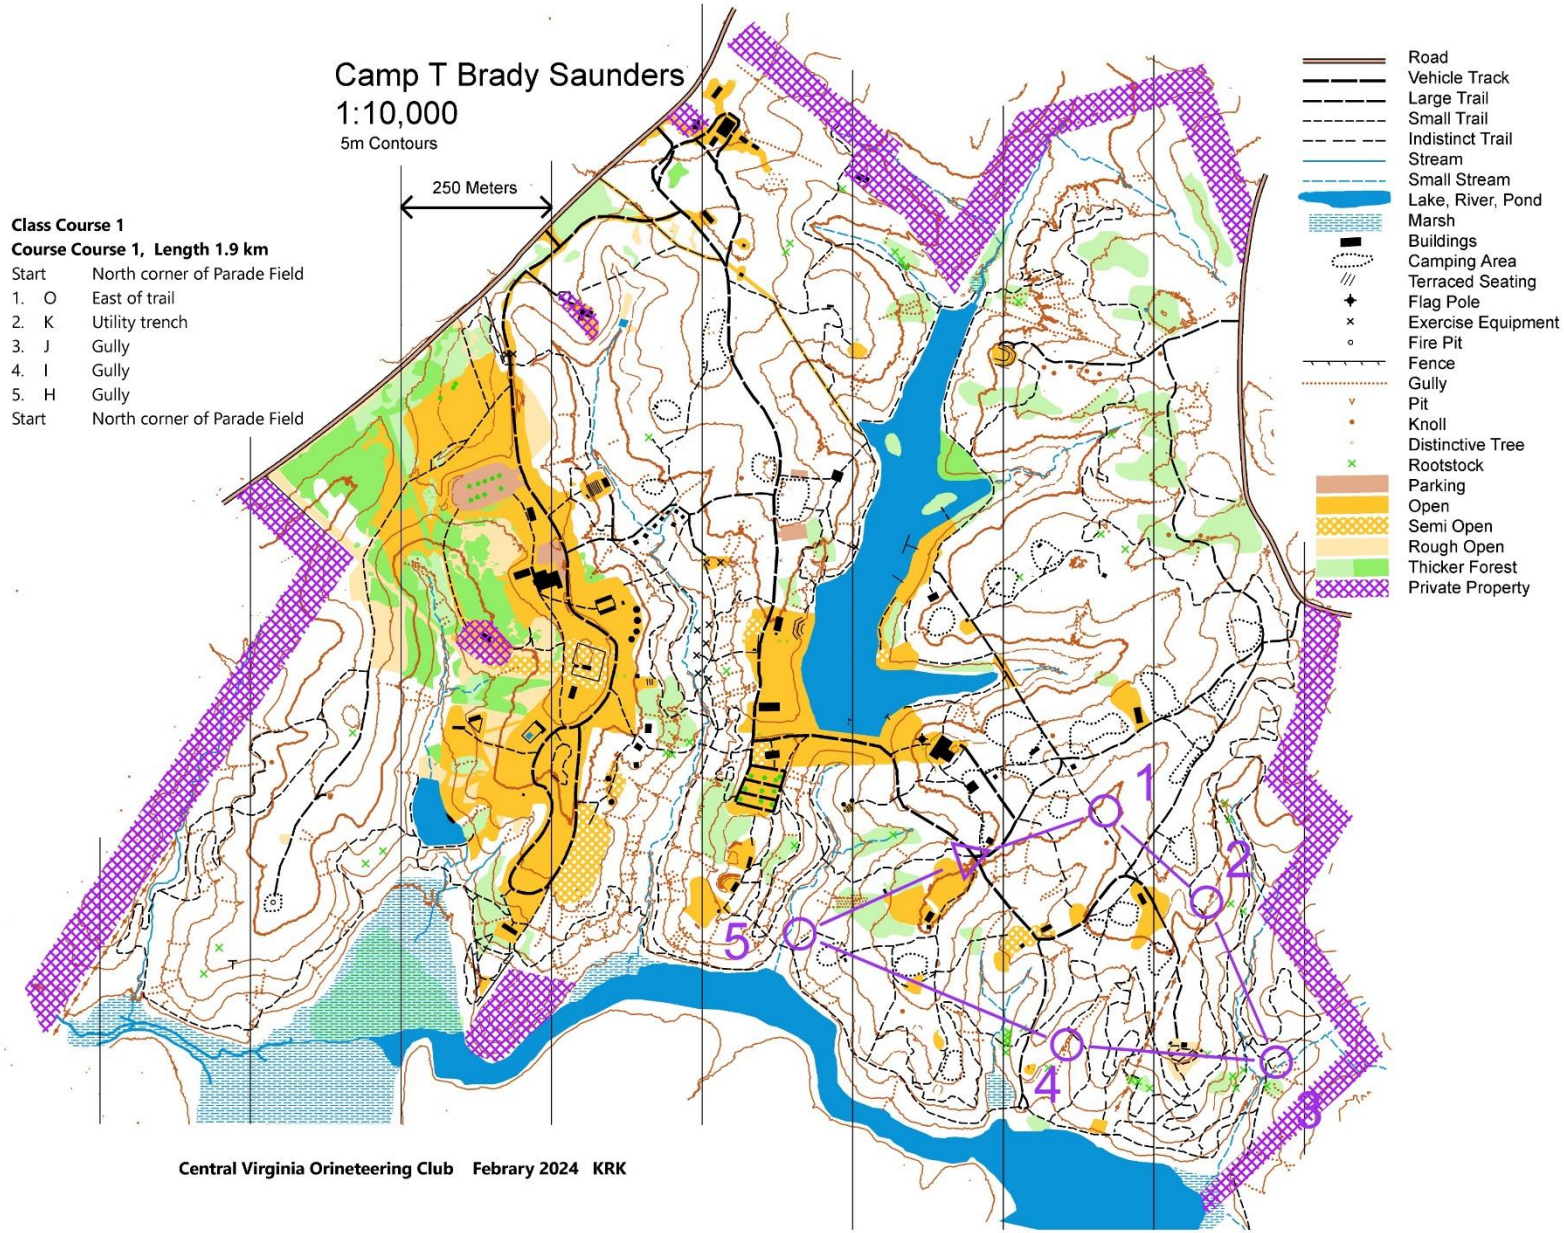 Camp T Brady Saunders
1:10,000
5m Contours
250 Meters
Class Course 1
Course Course 1, Length 1.9 km
Start North corner of Parade Field
1. O East of trail
2. K Utility trench
3. J Gully
4. I Gully
5. H Gully
Start North corner of Parade Field
Road
Vehicle Track
Large Trail
Small Trail
Indistinct Trail
Stream
Small Stream
Lake, River, Pond
Marsh
Buildings
Camping Area
Terraced Seating
Flag Pole
Exercise Equipment
Fire Pit
Fence
Gully
Pit
Knoll
Distinctive Tree
Rootstock
Parking
Open
Semi Open
Rough Open
Thicker Forest
Private Property
1
2
5
4
3
Central Virginia Orineteering Club Febrary 2024 KRK